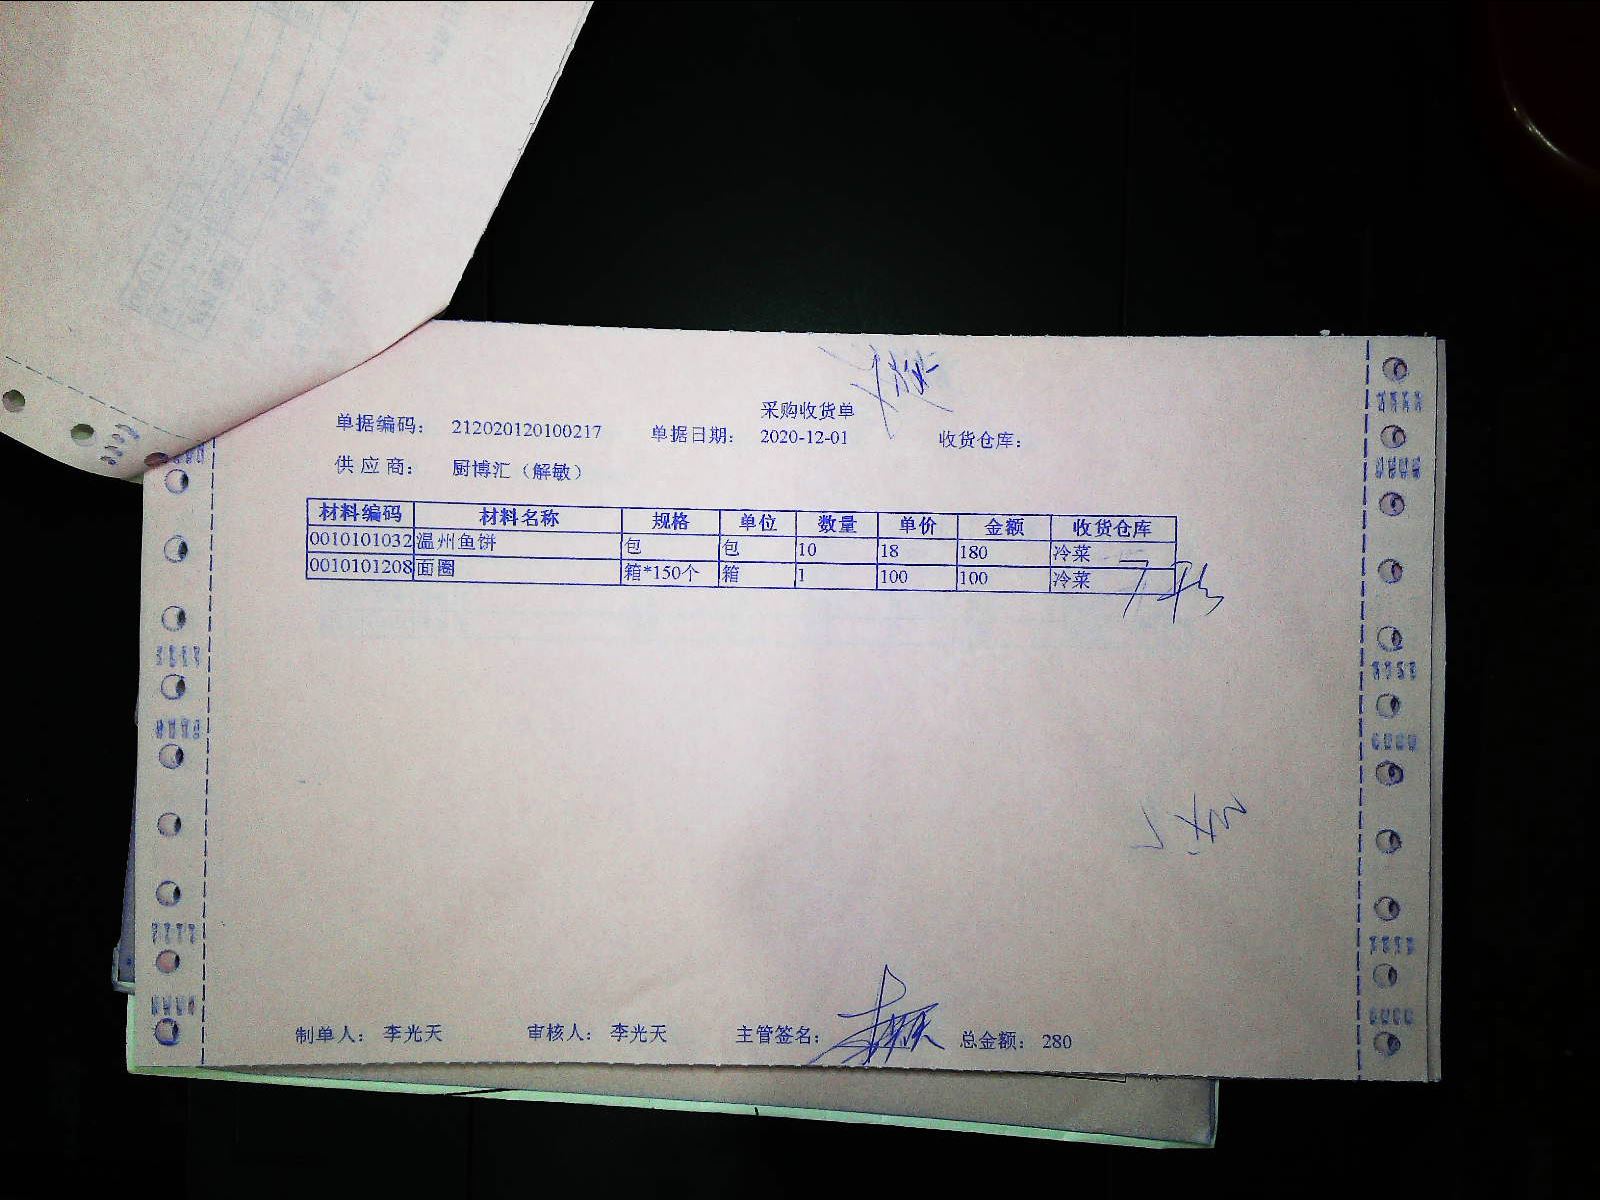 采购收货单
单据编码： 212020120100217 单据日期： 2020-12-01 收货仓库：
供 应 商： 厨博汇（解敏）
材料编码 材料名称 规格 单位 数量 单价 金额 收货仓库
0010101032 温州鱼饼 包 包 10 18 180 冷菜
0010101208 面圈 箱*150个 箱 1 100 100 冷菜
制单人： 李光天 审核人： 李光天 主管签名： 总金额： 280